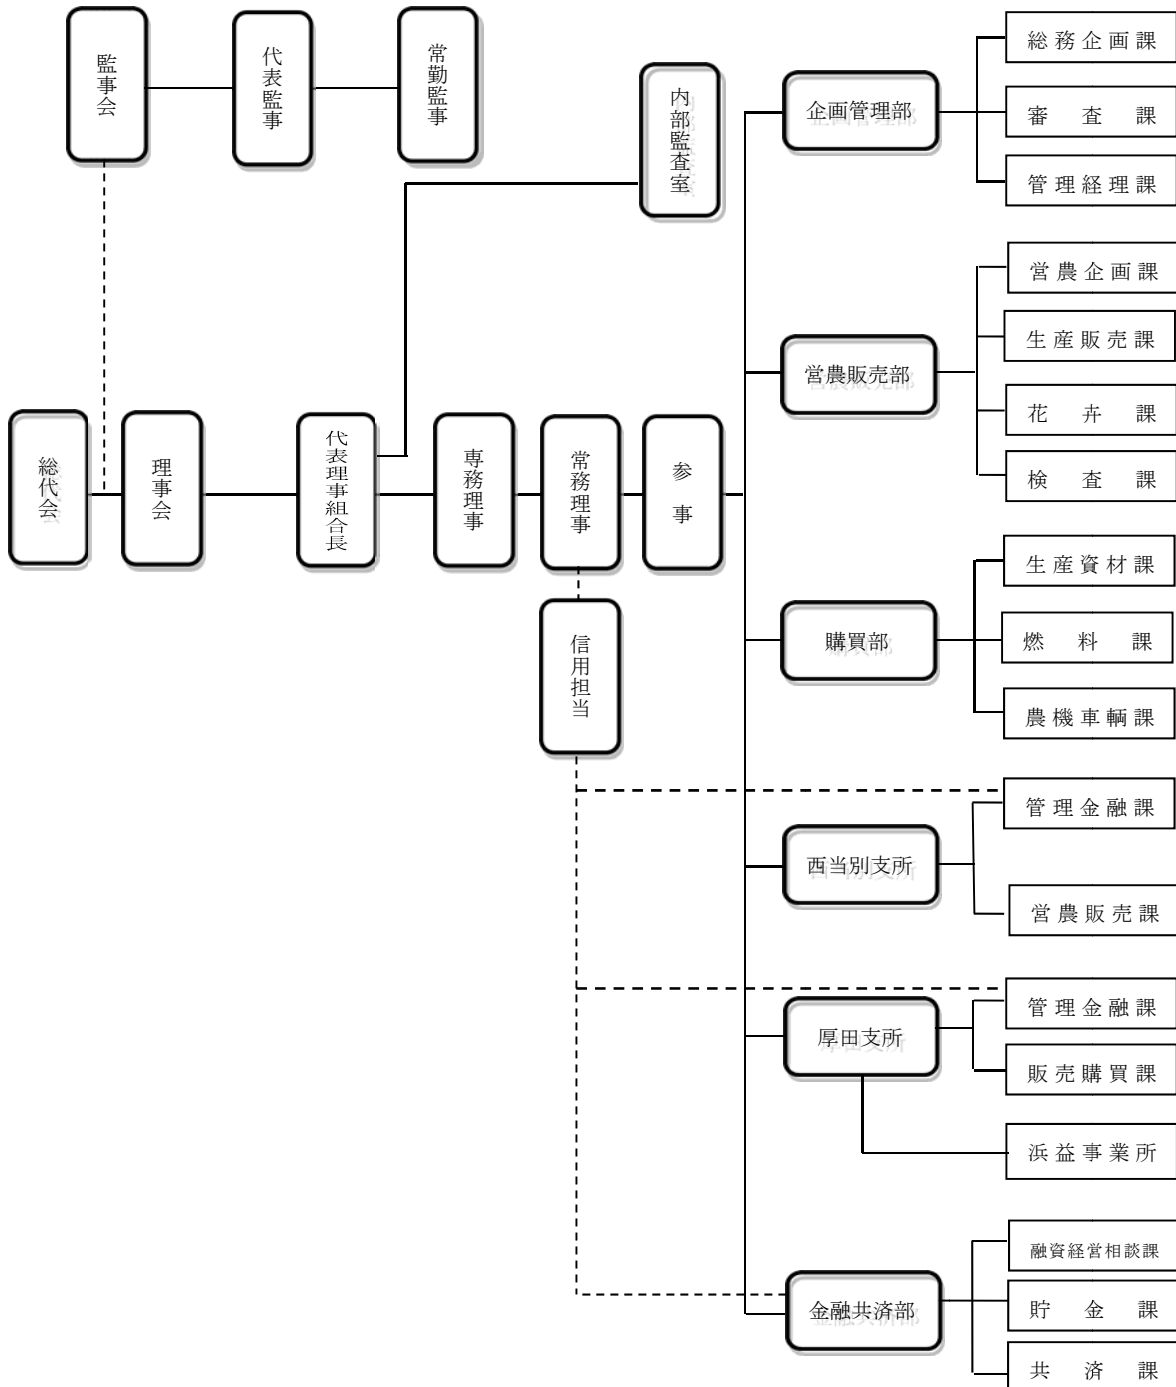 監事会
代表監事
常勤監事
内部監査室
総代会
理事会
代表理事組合長
専務理事
常務理事
参事
信用担当
企画管理部
総務企画課
審査課
管理経理課
営農販売部
営農企画課
生産販売課
花卉課
検査課
購買部
生産資材課
燃料課
農機車輌課
西当別支所
管理金融課
営農販売課
厚田支所
管理金融課
販売購買課
浜益事業所
金融共済部
融資経営相談課
貯金課
共済課